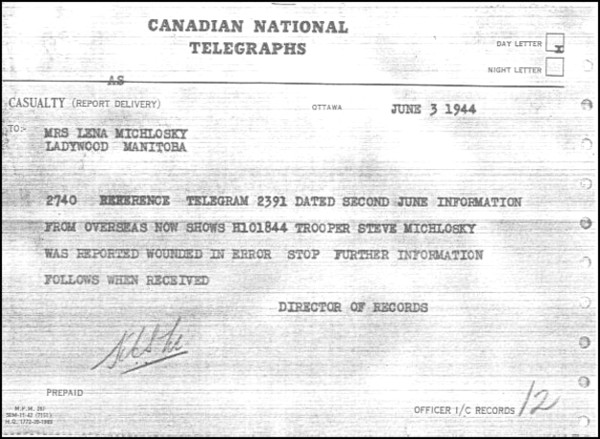 CANADIAN NATIONAL
TELEGRAPHS
DAY LETTER X
NIGHT LETTER
AS
CASUALTY (REPORT DELIVERY)
OTTAWA JUNE 3 1944
TO:- MRS LENA MICHLOSKY
LADYWOOD MANITOBA
2740 REFERENCE TELEGRAM 2391 DATED SECOND JUNE INFORMATION
FROM OVERSEAS NOW SHOWS H101844 TROOPER STEVE MICHLOSKY
WAS REPORTED WOUNDED IN ERROR STOP FURTHER INFORMATION
FOLLOWS WHEN RECEIVED
DIRECTOR OF RECORDS
PREPAID
OFFICER I/C RECORDS 12